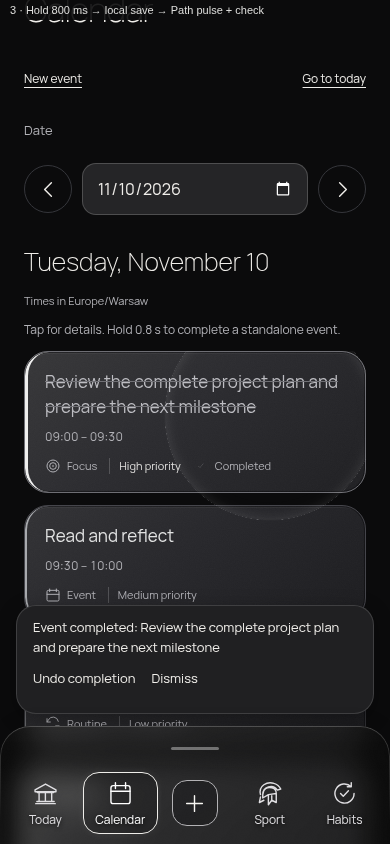 3 · Hold 800 ms → local save → Path pulse + check
Calendar
New event
Go to today
Date
11/10/2026
Tuesday, November 10
Times in Europe/Warsaw
Tap for details. Hold 0.8 s to complete a standalone event.
Review the complete project plan and
prepare the next milestone
09:00 – 09:30
Focus High priority ✓ Completed
Read and reflect
09:30 – 10:00
Event Medium priority
Event completed: Review the complete project plan
and prepare the next milestone
Undo completion Dismiss
Routine Low priority
Today Calendar Sport Habits